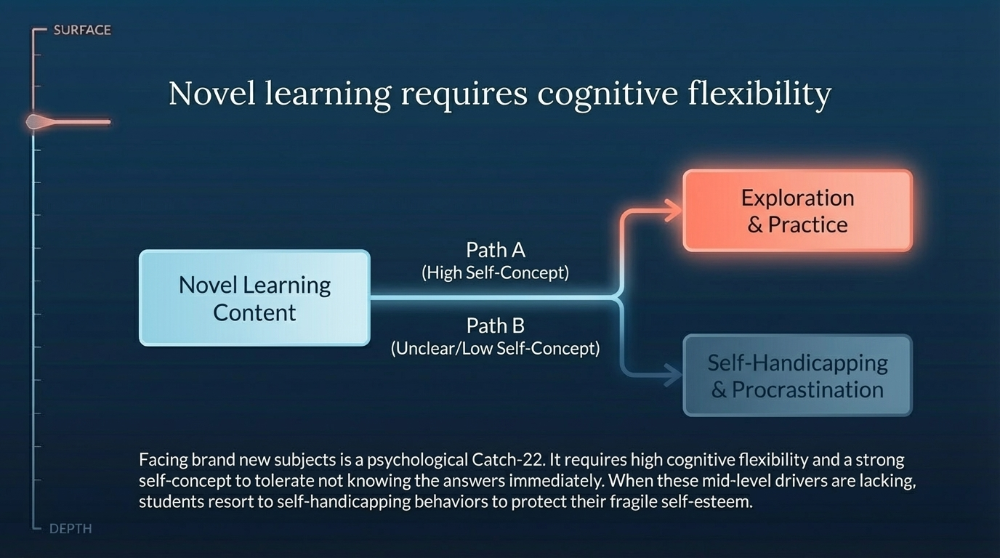 SURFACE
Novel learning requires cognitive flexibility
Exploration
& Practice
Path A
(High Self-Concept)
Novel Learning
Content
Path B
(Unclear/Low Self-Concept)
Self-Handicapping
& Procrastination
Facing brand new subjects is a psychological Catch-22. It requires high cognitive flexibility and a strong
self-concept to tolerate not knowing the answers immediately. When these mid-level drivers are lacking,
students resort to self-handicapping behaviors to protect their fragile self-esteem.
DEPTH